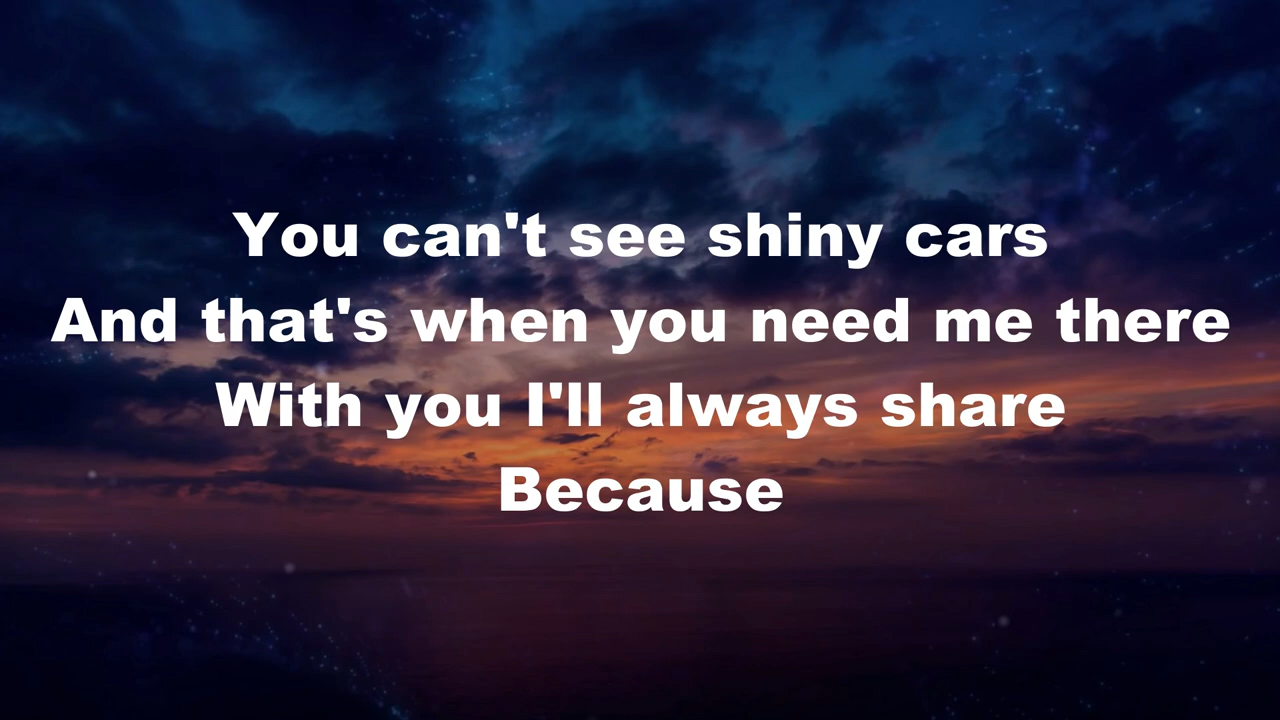 You can't see shiny cars
And that's when you need me there
With you I'll always share
Because